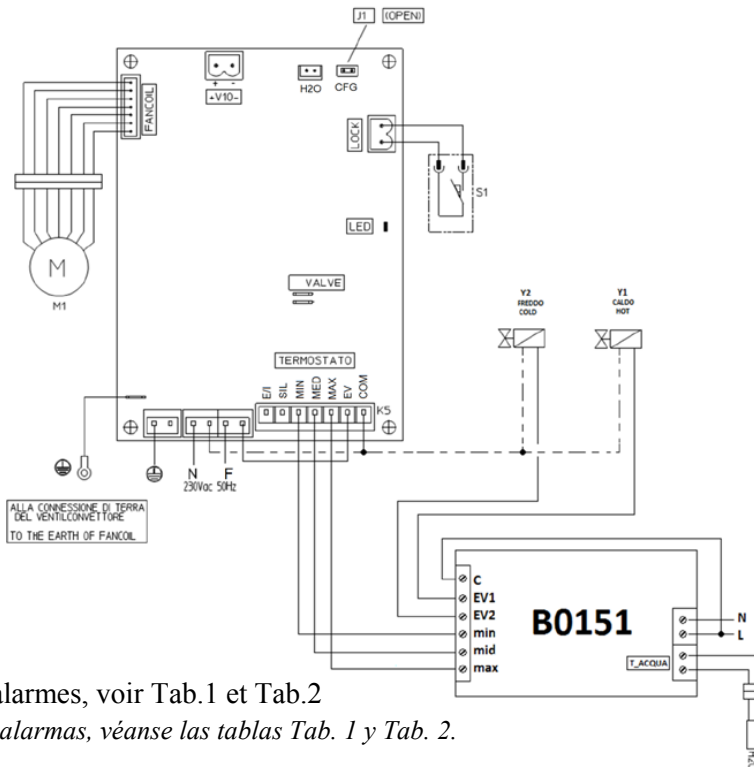 J1 (OPEN)
FANCOIL
+ -
+V10-
H2O
CFG
LOCK
S1
M
M1
LED
VALVE
TERMOSTATO
E/I
SIL
MIN
MED
MAX
EV
COM
K5
N F
230Vac 50Hz
ALLA CONNESSIONE DI TERRA
DEL VENTILCONVETTORE
TO THE EARTH OF FANCOIL
Y2
FREDDO
COLD
Y1
CALDO
HOT
C
EV1
EV2
min
mid
max
B0151
N
L
T_ACQUA
alarmes, voir Tab.1 et Tab.2
alarmas, véanse las tablas Tab. 1 y Tab. 2.